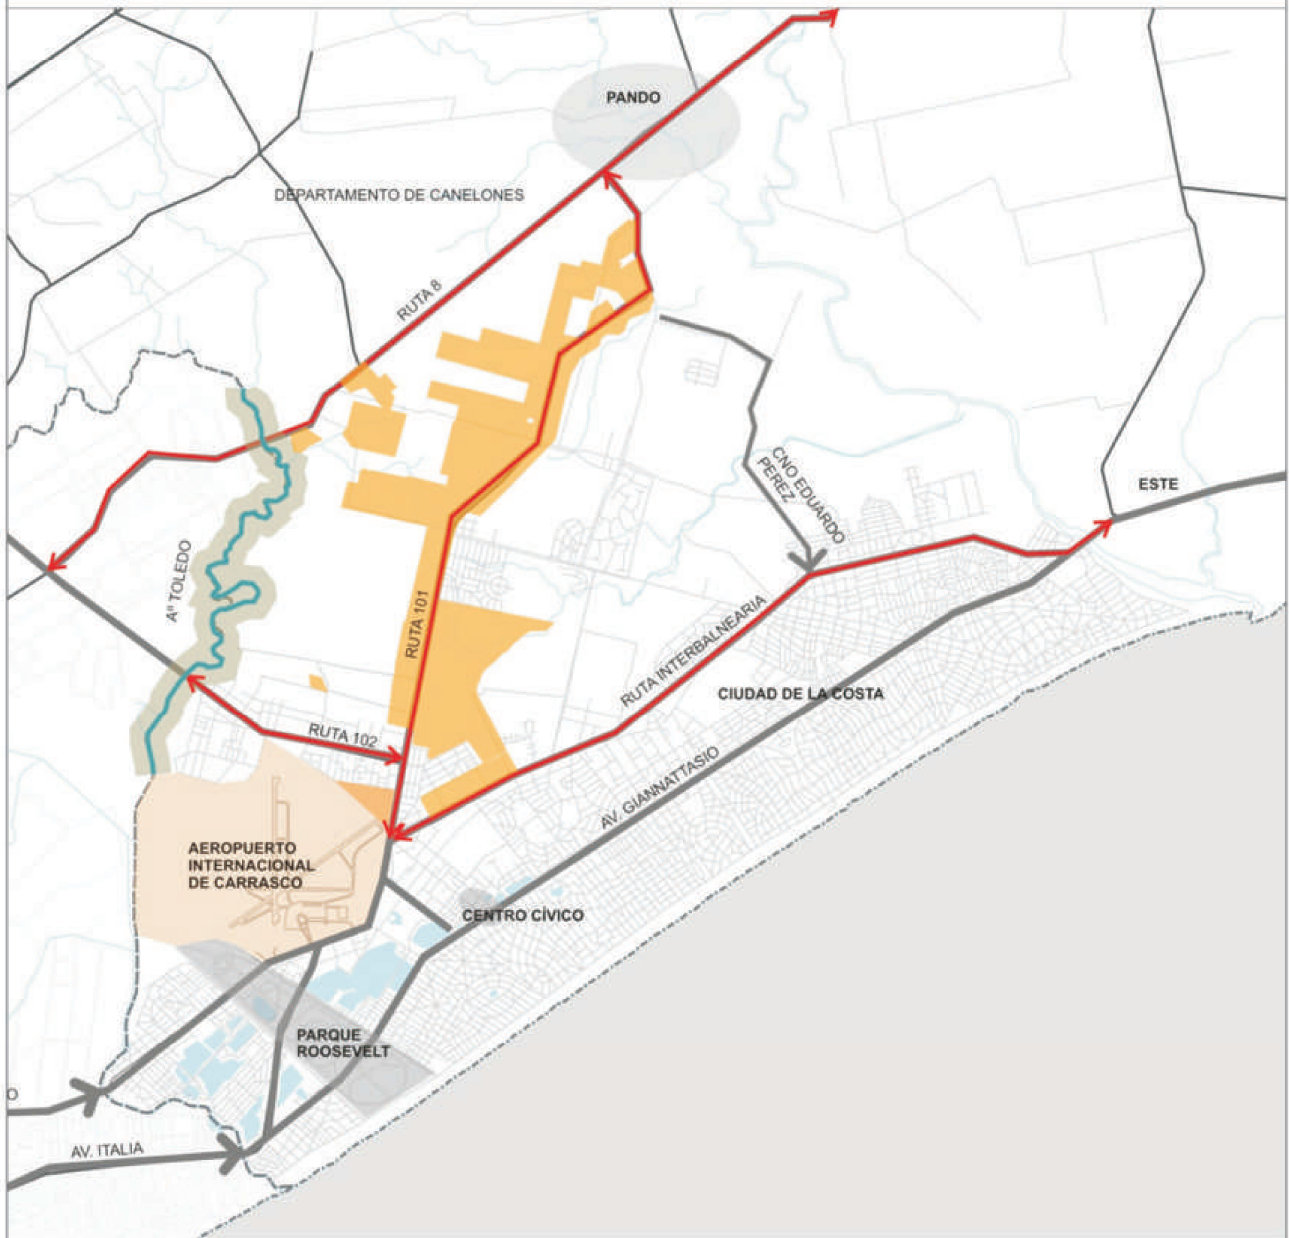 PANDO
DEPARTAMENTO DE CANELONES
RUTA 8
CNO EDUARDO
PEREZ
ESTE
Aº TOLEDO
RUTA 101
RUTA INTERBALNEARIA
CIUDAD DE LA COSTA
RUTA 102
AV. GIANNATTASIO
AEROPUERTO
INTERNACIONAL
DE CARRASCO
CENTRO CÍVICO
PARQUE
ROOSEVELT
O
AV. ITALIA